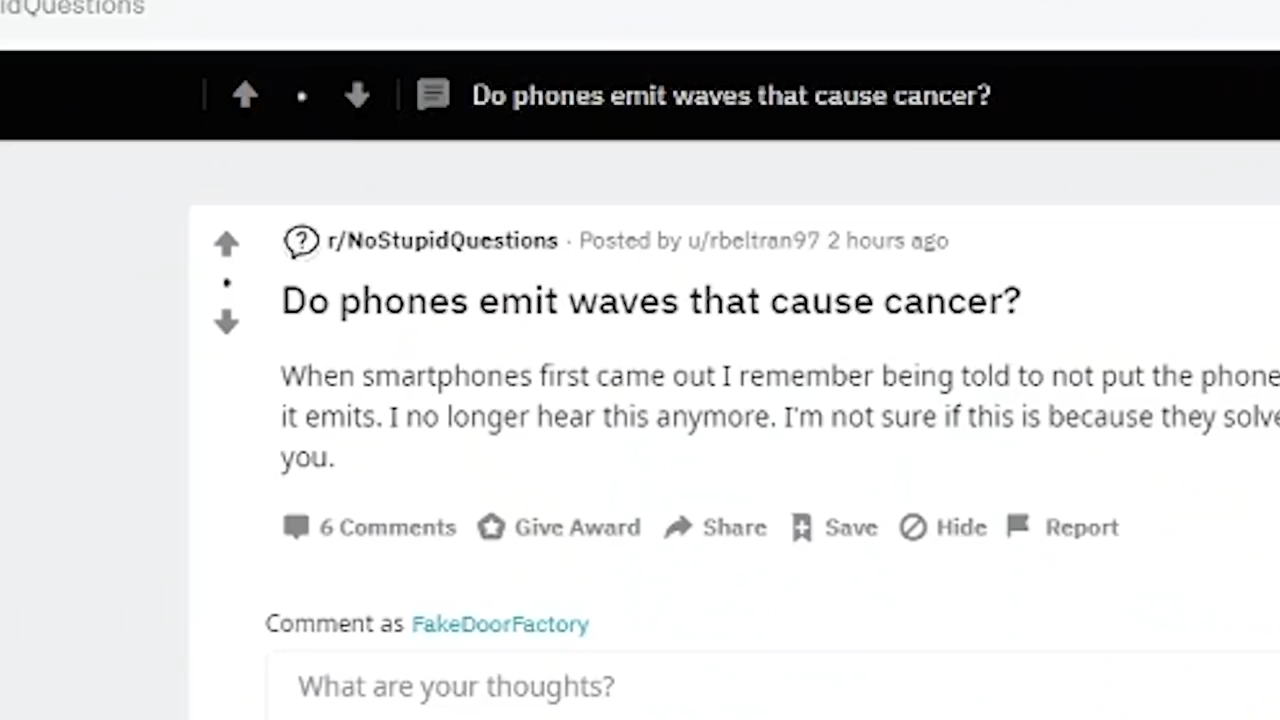 idQuestions
Do phones emit waves that cause cancer?
r/NoStupidQuestions · Posted by u/rbeltran97 2 hours ago
Do phones emit waves that cause cancer?
When smartphones first came out I remember being told to not put the phone
it emits. I no longer hear this anymore. I'm not sure if this is because they solve
you.
6 Comments Give Award Share Save Hide Report
Comment as FakeDoorFactory
What are your thoughts?